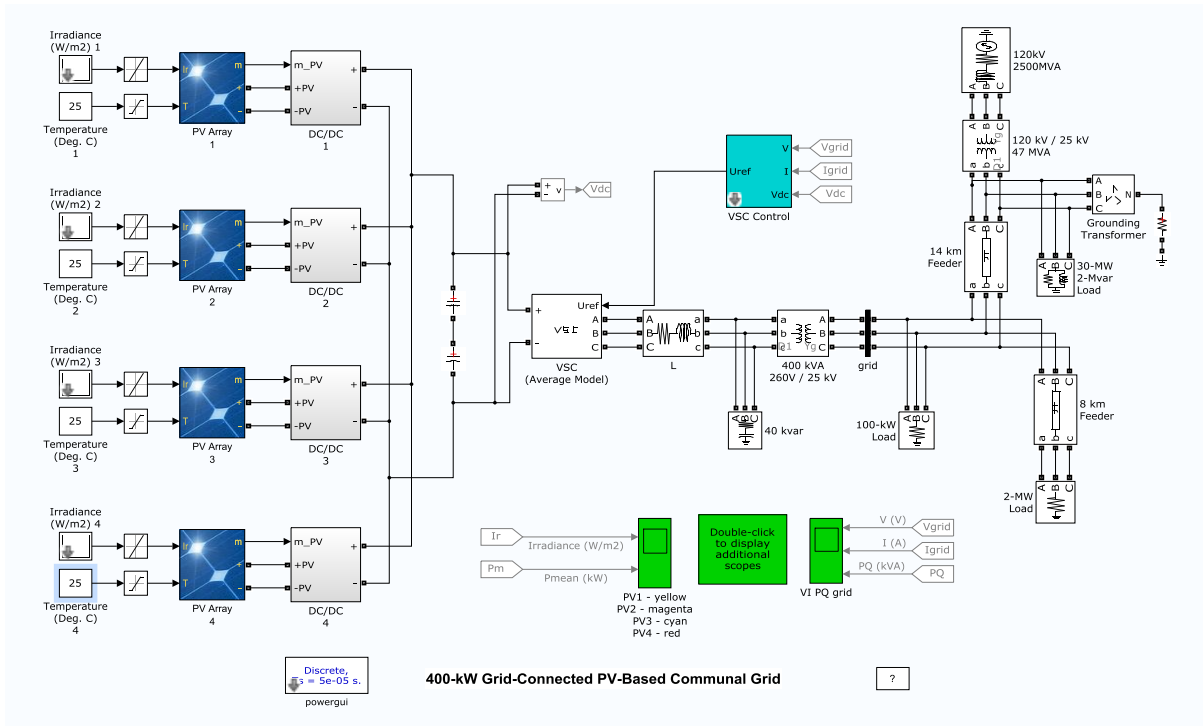 Irradiance
(W/m2) 1
Ir
T
m
+
-
m_PV
+PV
-PV
+
-
25
Temperature
(Deg. C)
1
PV Array
1
DC/DC
1
Irradiance
(W/m2) 2
Ir
T
m
+
-
m_PV
+PV
-PV
+
-
25
Temperature
(Deg. C)
2
PV Array
2
DC/DC
2
Irradiance
(W/m2) 3
Ir
T
m
+
-
m_PV
+PV
-PV
+
-
25
Temperature
(Deg. C)
3
PV Array
3
DC/DC
3
Irradiance
(W/m2) 4
Ir
T
m
+
-
m_PV
+PV
-PV
+
-
25
Temperature
(Deg. C)
4
PV Array
4
DC/DC
4
+
-
v
Vdc
V
I
Vdc
Uref
Vgrid
Igrid
Vdc
VSC Control
+
-
Uref
A
B
C
VSC
(Average Model)
A
B
C
a
b
c
L
a
b
c
A
B
C
D1
Yg
400 kVA
260V / 25 kV
grid
A B C
40 kvar
A B C
100-kW
Load
120kV
2500MVA
A B C
A B C
a b c
Yg
D1
120 kV / 25 kV
47 MVA
A
B
C
N
Grounding
Transformer
A B C
a b c
14 km
Feeder
A B C
30-MW
2-Mvar
Load
A B C
a b c
8 km
Feeder
A B C
2-MW
Load
Ir
Irradiance (W/m2)
Pm
Pmean (kW)
PV1 - yellow
PV2 - magenta
PV3 - cyan
PV4 - red
Double-click
to display
additional
scopes
V (V)
Vgrid
I (A)
Igrid
PQ (kVA)
PQ
VI PQ grid
Discrete,
s = 5e-05 s.
powergui
400-kW Grid-Connected PV-Based Communal Grid
?